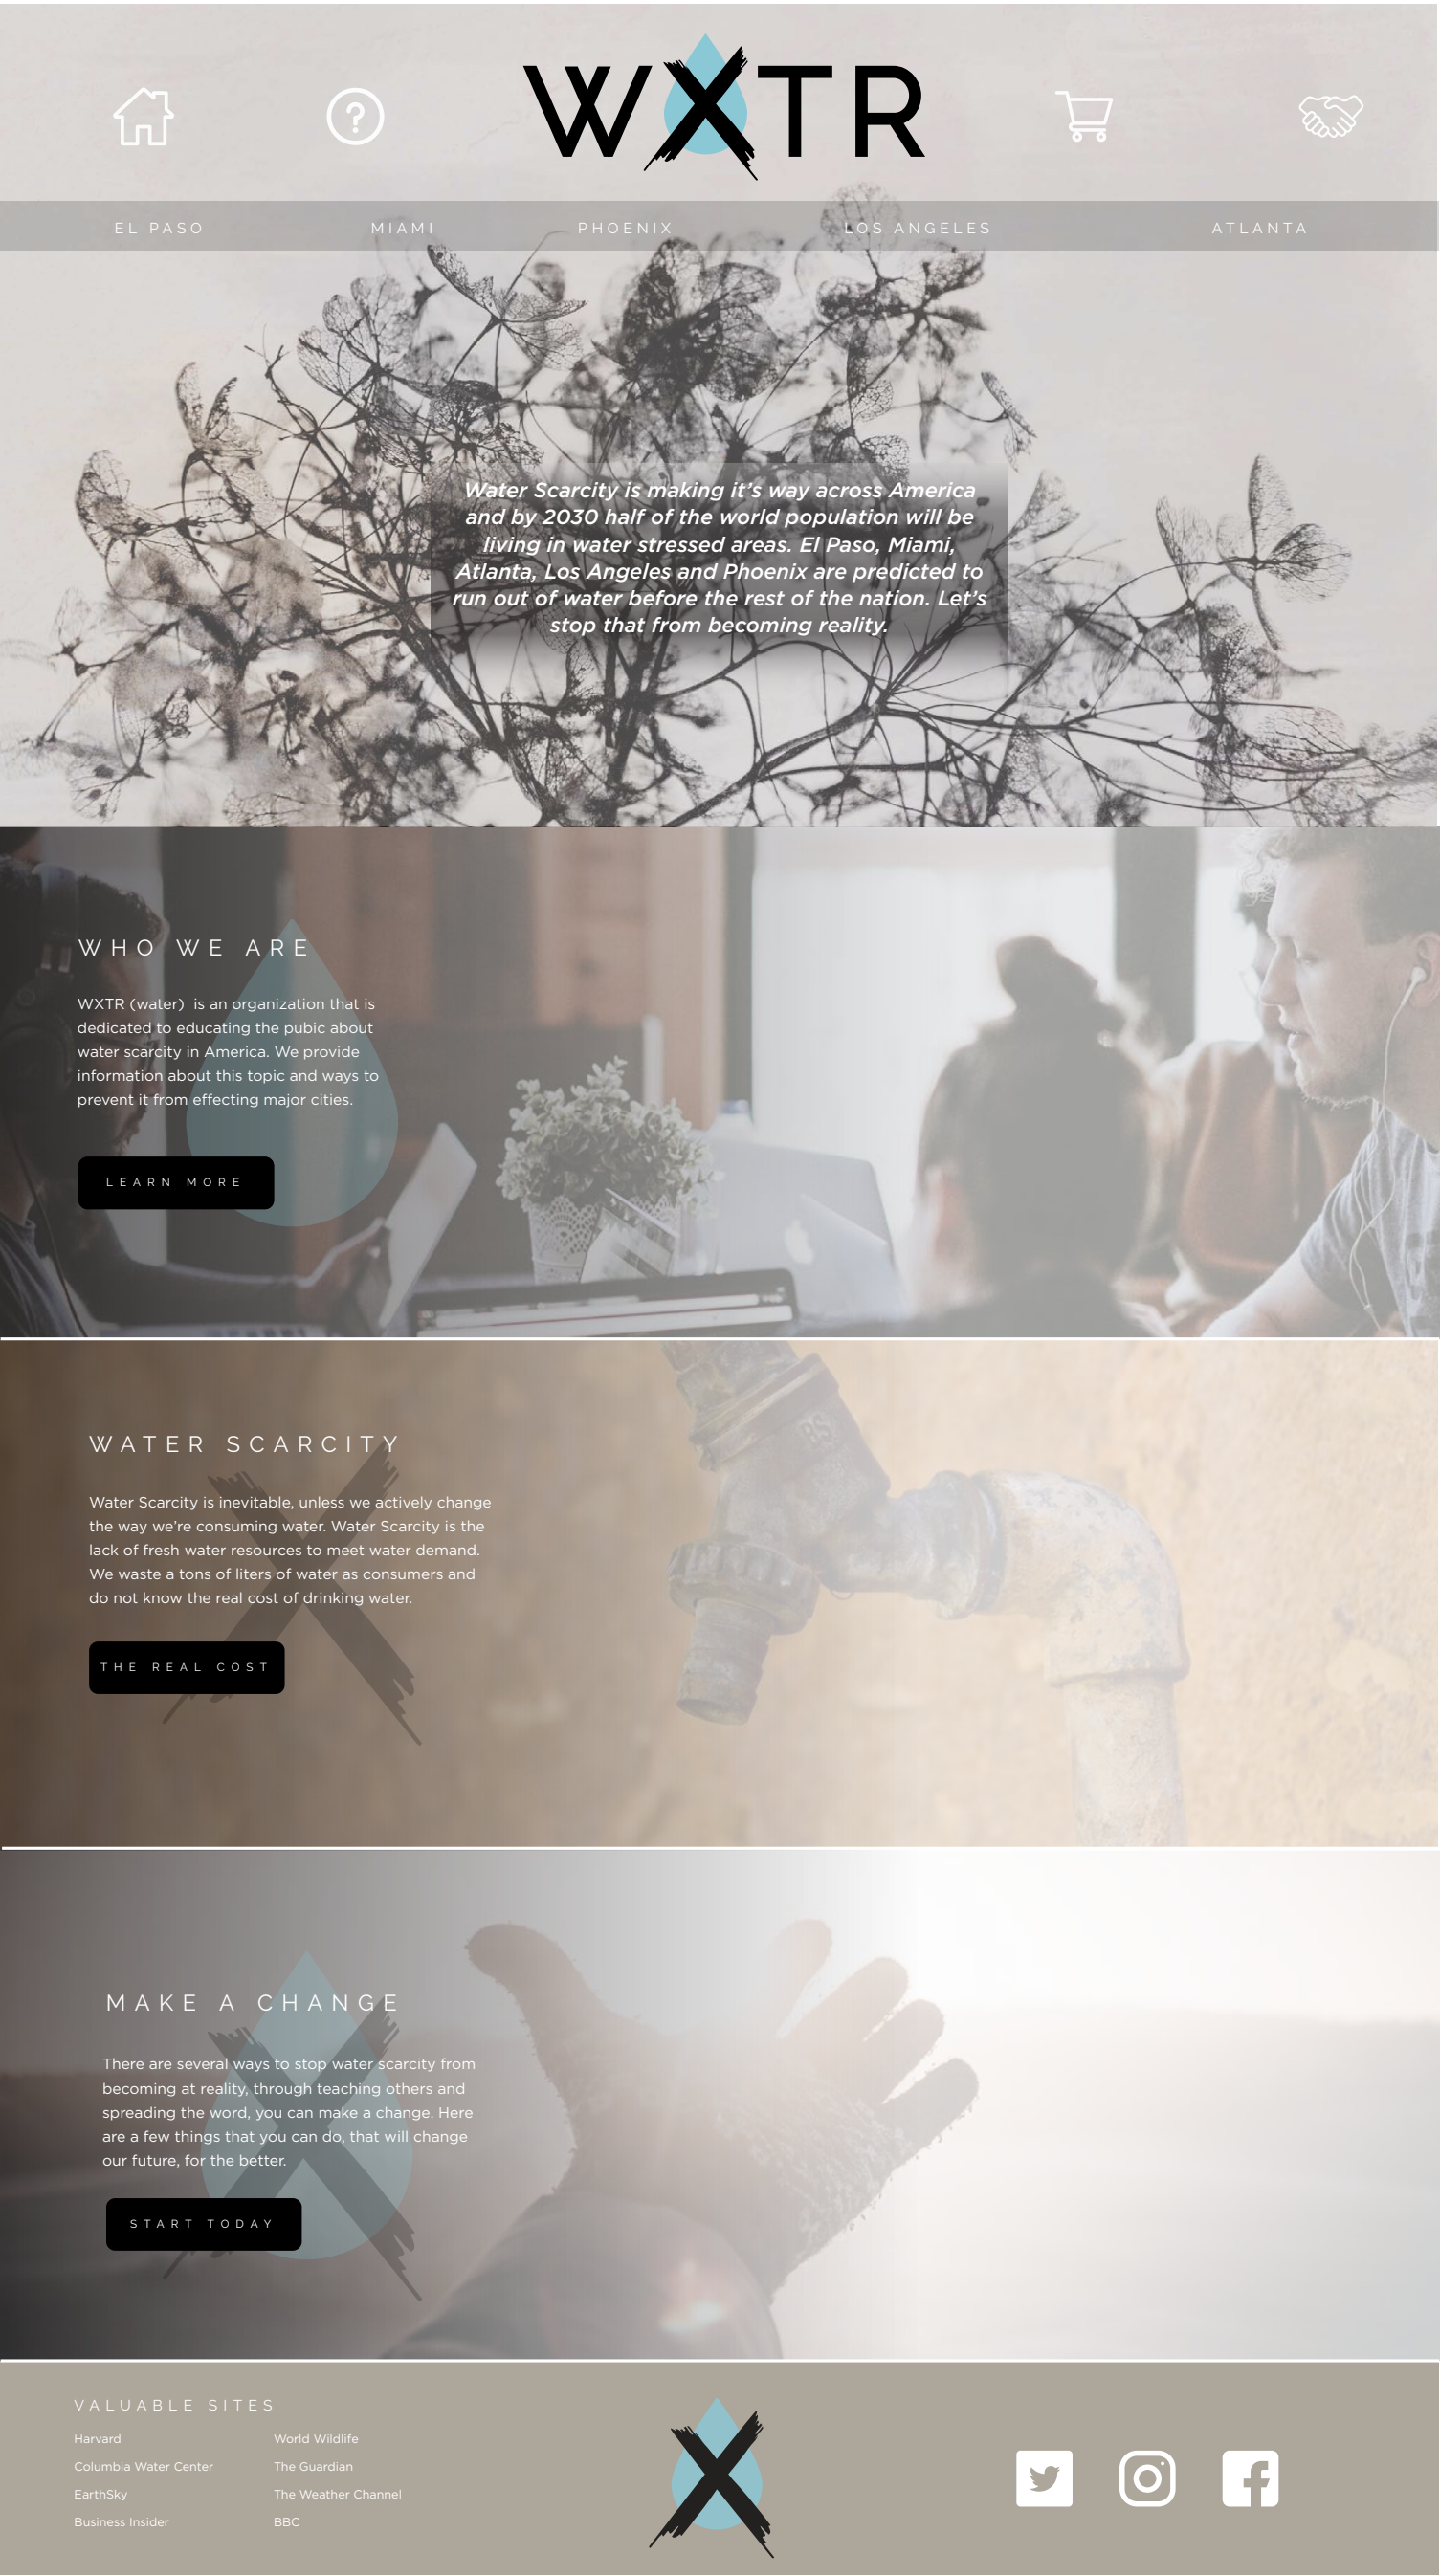 WXTR
EL PASO
MIAMI
PHOENIX
LOS ANGELES
ATLANTA
Water Scarcity is making it's way across America
and by 2030 half of the world population will be
living in water stressed areas. El Paso, Miami,
Atlanta, Los Angeles and Phoenix are predicted to
run out of water before the rest of the nation. Let's
stop that from becoming reality.
WHO WE ARE
WXTR (water) is an organization that is
dedicated to educating the pubic about
water scarcity in America. We provide
information about this topic and ways to
prevent it from effecting major cities.
LEARN MORE
WATER SCARCITY
Water Scarcity is inevitable, unless we actively change
the way we're consuming water. Water Scarcity is the
lack of fresh water resources to meet water demand.
We waste a tons of liters of water as consumers and
do not know the real cost of drinking water.
THE REAL COST
MAKE A CHANGE
There are several ways to stop water scarcity from
becoming at reality, through teaching others and
spreading the word, you can make a change. Here
are a few things that you can do, that will change
our future, for the better.
START TODAY
VALUABLE SITES
Harvard
Columbia Water Center
EarthSky
Business Insider
World Wildlife
The Guardian
The Weather Channel
BBC